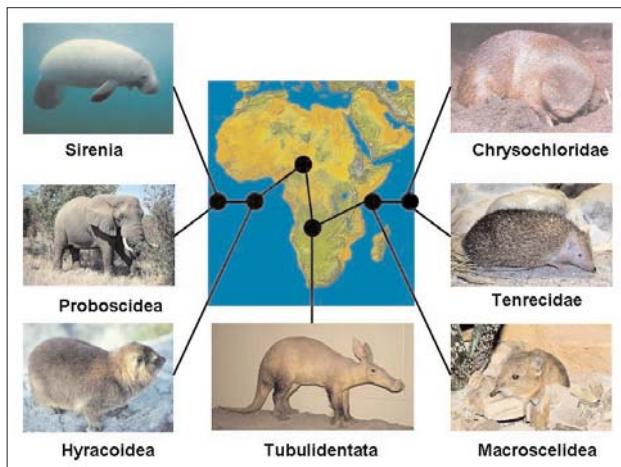 Sirenia
Chrysochloridae
Proboscidea
Tenrecidae
Hyracoidea
Tubulidentata
Macroscelidea